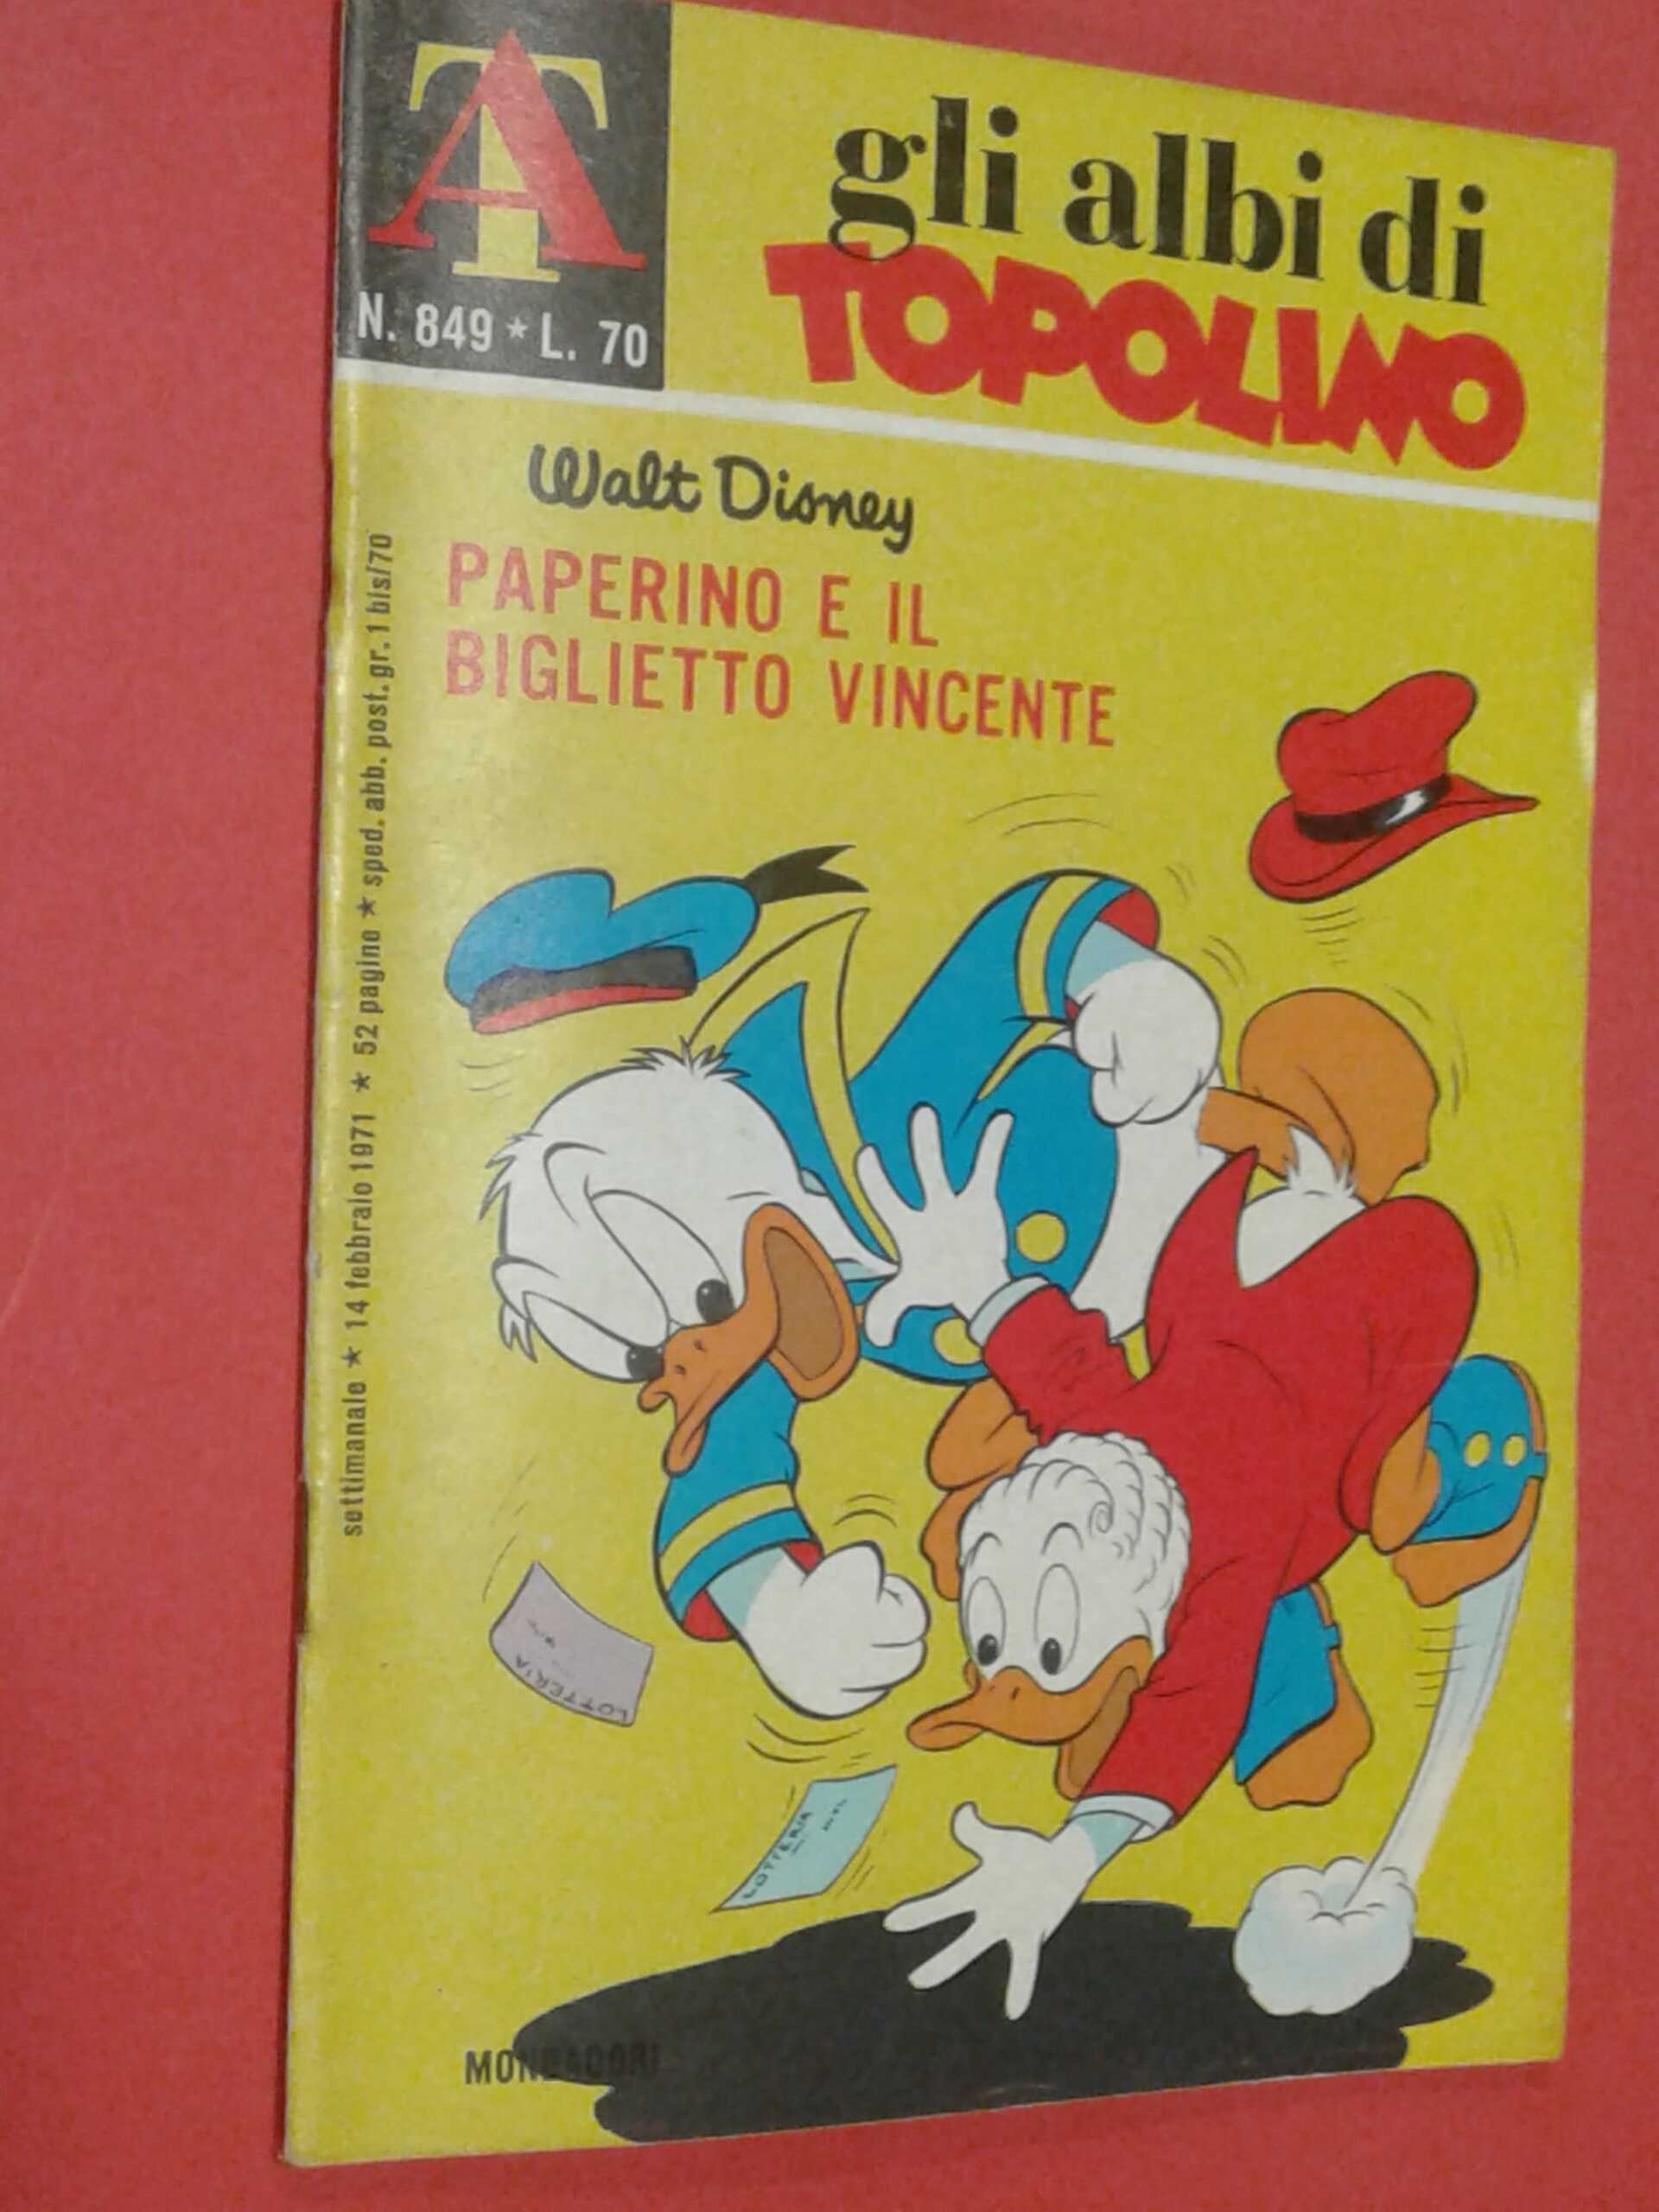 AT
N. 849 ★ L. 70
gli albi di
TOPOLINO
Walt Disney
PAPERINO E IL
BIGLIETTO VINCENTE
settimanale ★ 14 febbraio 1971 ★ 52 pagine ★ sped. abb. post. gr. 1 bis/70
LOTTERIA
LOTTERIA
MONDADORI